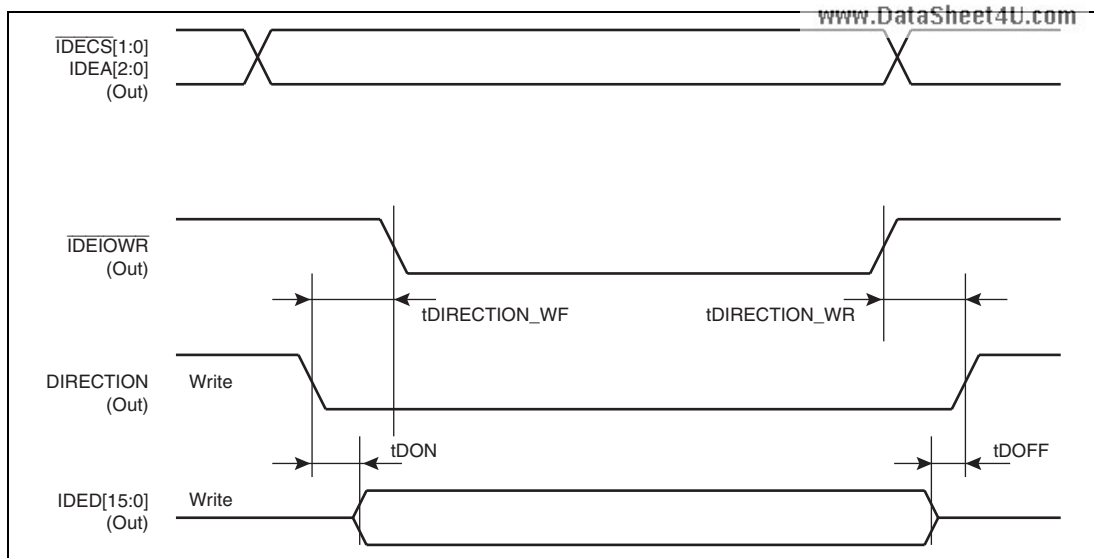 www.DataSheet4U.com
IDECS[1:0]
IDEA[2:0]
(Out)
IDEIOWR
(Out)
tDIRECTION_WF
tDIRECTION_WR
DIRECTION
(Out)
Write
tDON
tDOFF
IDED[15:0]
(Out)
Write